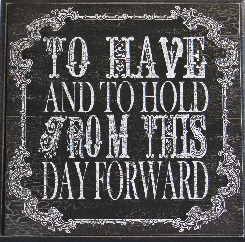 TO HAVE
AND TO HOLD
FROM THIS
DAY FORWARD